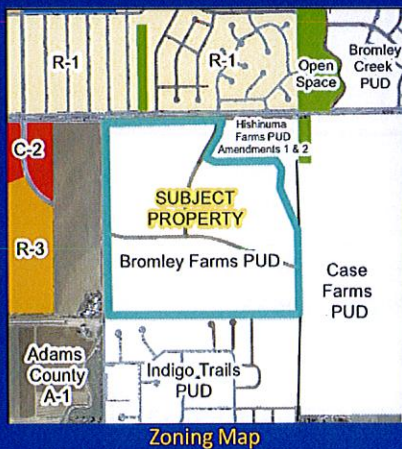 R-1
R-1
Open
Space
Bromley
Creek
PUD
C-2
Hishinuma
Farms PUD
Amendments 1 & 2
SUBJECT
PROPERTY
R-3
Bromley Farms PUD
Case
Farms
PUD
Adams
County
A-1
Indigo Trails
PUD
Zoning Map